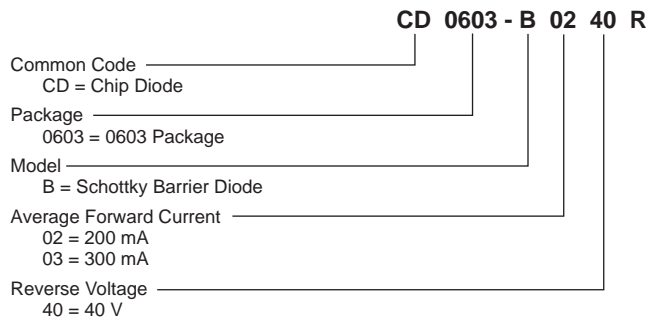 CD 0603 - B 02 40 R
Common Code
CD = Chip Diode
Package
0603 = 0603 Package
Model
B = Schottky Barrier Diode
Average Forward Current
02 = 200 mA
03 = 300 mA
Reverse Voltage
40 = 40 V